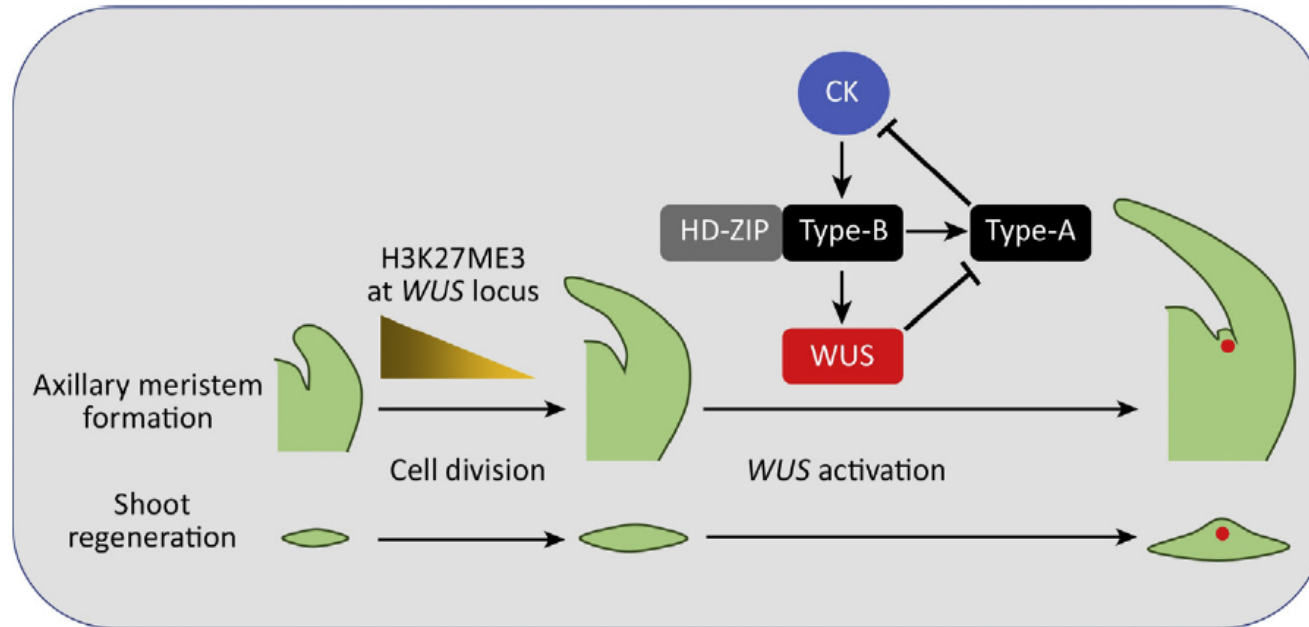 CK
HD-ZIP
Type-B
Type-A
H3K27ME3
at WUS locus
WUS
Axillary meristem
formation
Cell division
WUS activation
Shoot
regeneration